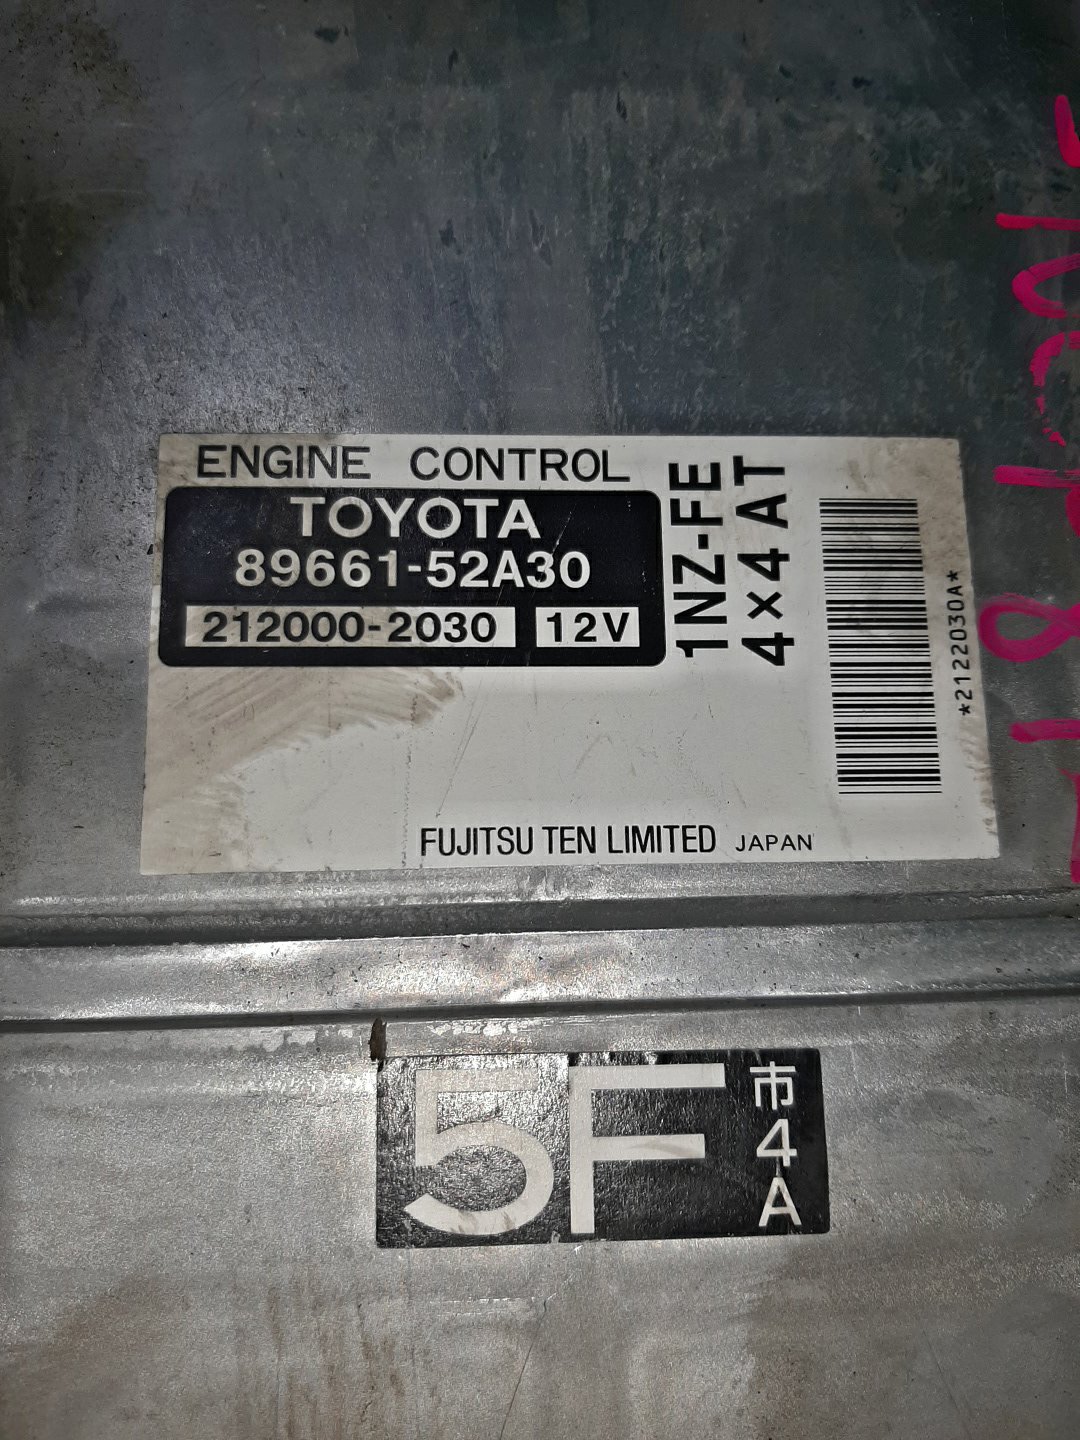 ENGINE CONTROL
TOYOTA
89661-52A30
212000-2030 12V
1NZ-FE
4×4 AT
*2122030A*
FUJITSU TEN LIMITED JAPAN
5F
市
4
A